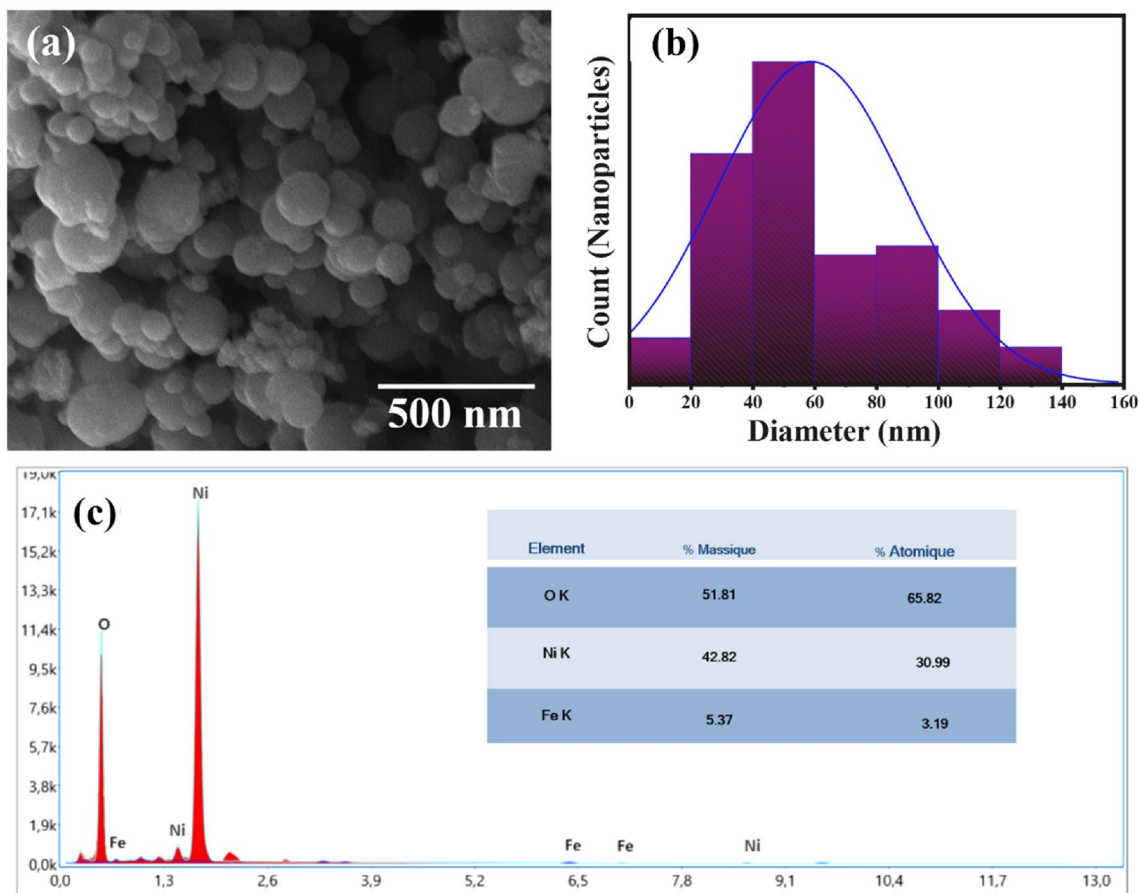 (a)
500 nm
(b)
Count (Nanoparticles)
0 20 40 60 80 100 120 140 160
Diameter (nm)
(c)
19,0k
17,1k
15,2k
13,3k
11,4k
9,5k
7,6k
5,7k
3,8k
1,9k
0,0k
Ni
O
Fe
Ni
Fe
Fe
Ni
0,0 1,3 2,6 3,9 5,2 6,5 7,8 9,1 10,4 11,7 13,0
Element % Massique % Atomique
O K 51.81 65.82
Ni K 42.82 30.99
Fe K 5.37 3.19